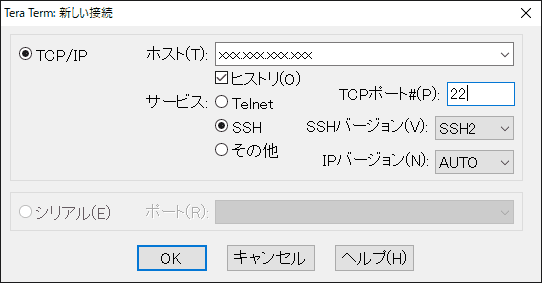 Tera Term: 新しい接続
TCP/IP
ホスト(T): xxx.xxx.xxx.xxx
ヒストリ(O)
サービス: Telnet
TCPポート#(P): 22
SSH
SSHバージョン(V): SSH2
その他
IPバージョン(N): AUTO
シリアル(E)
ポート(R):
OK
キャンセル
ヘルプ(H)